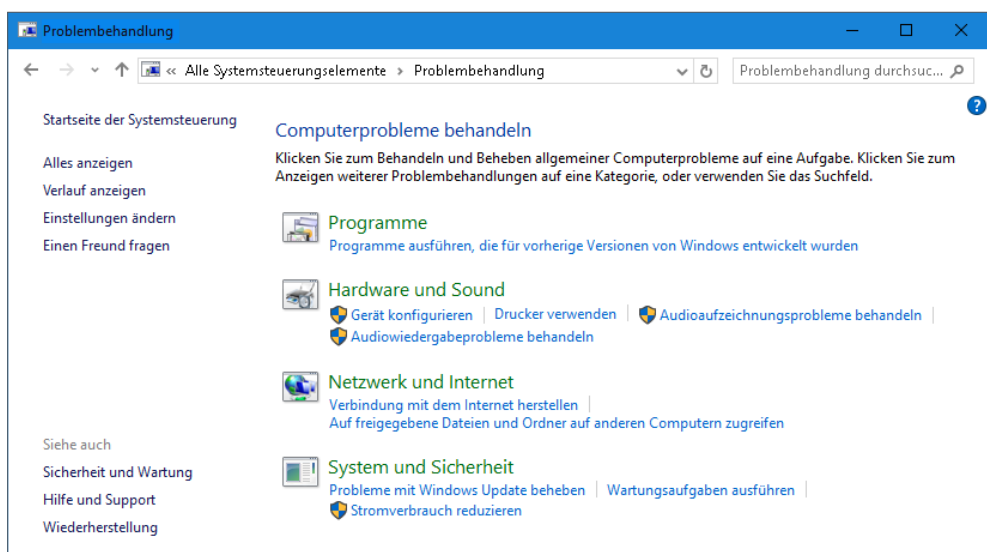 Problembehandlung
« Alle Systemsteuerungselemente › Problembehandlung
Problembehandlung durchsuc...
?
Startseite der Systemsteuerung
Alles anzeigen
Verlauf anzeigen
Einstellungen ändern
Einen Freund fragen
Computerprobleme behandeln
Klicken Sie zum Behandeln und Beheben allgemeiner Computerprobleme auf eine Aufgabe. Klicken Sie zum
Anzeigen weiterer Problembehandlungen auf eine Kategorie, oder verwenden Sie das Suchfeld.
Programme
Programme ausführen, die für vorherige Versionen von Windows entwickelt wurden
Hardware und Sound
Gerät konfigurieren | Drucker verwenden | Audioaufzeichnungsprobleme behandeln |
Audiowiedergabeprobleme behandeln
Netzwerk und Internet
Verbindung mit dem Internet herstellen |
Auf freigegebene Dateien und Ordner auf anderen Computern zugreifen
System und Sicherheit
Probleme mit Windows Update beheben | Wartungsaufgaben ausführen |
Stromverbrauch reduzieren
Siehe auch
Sicherheit und Wartung
Hilfe und Support
Wiederherstellung